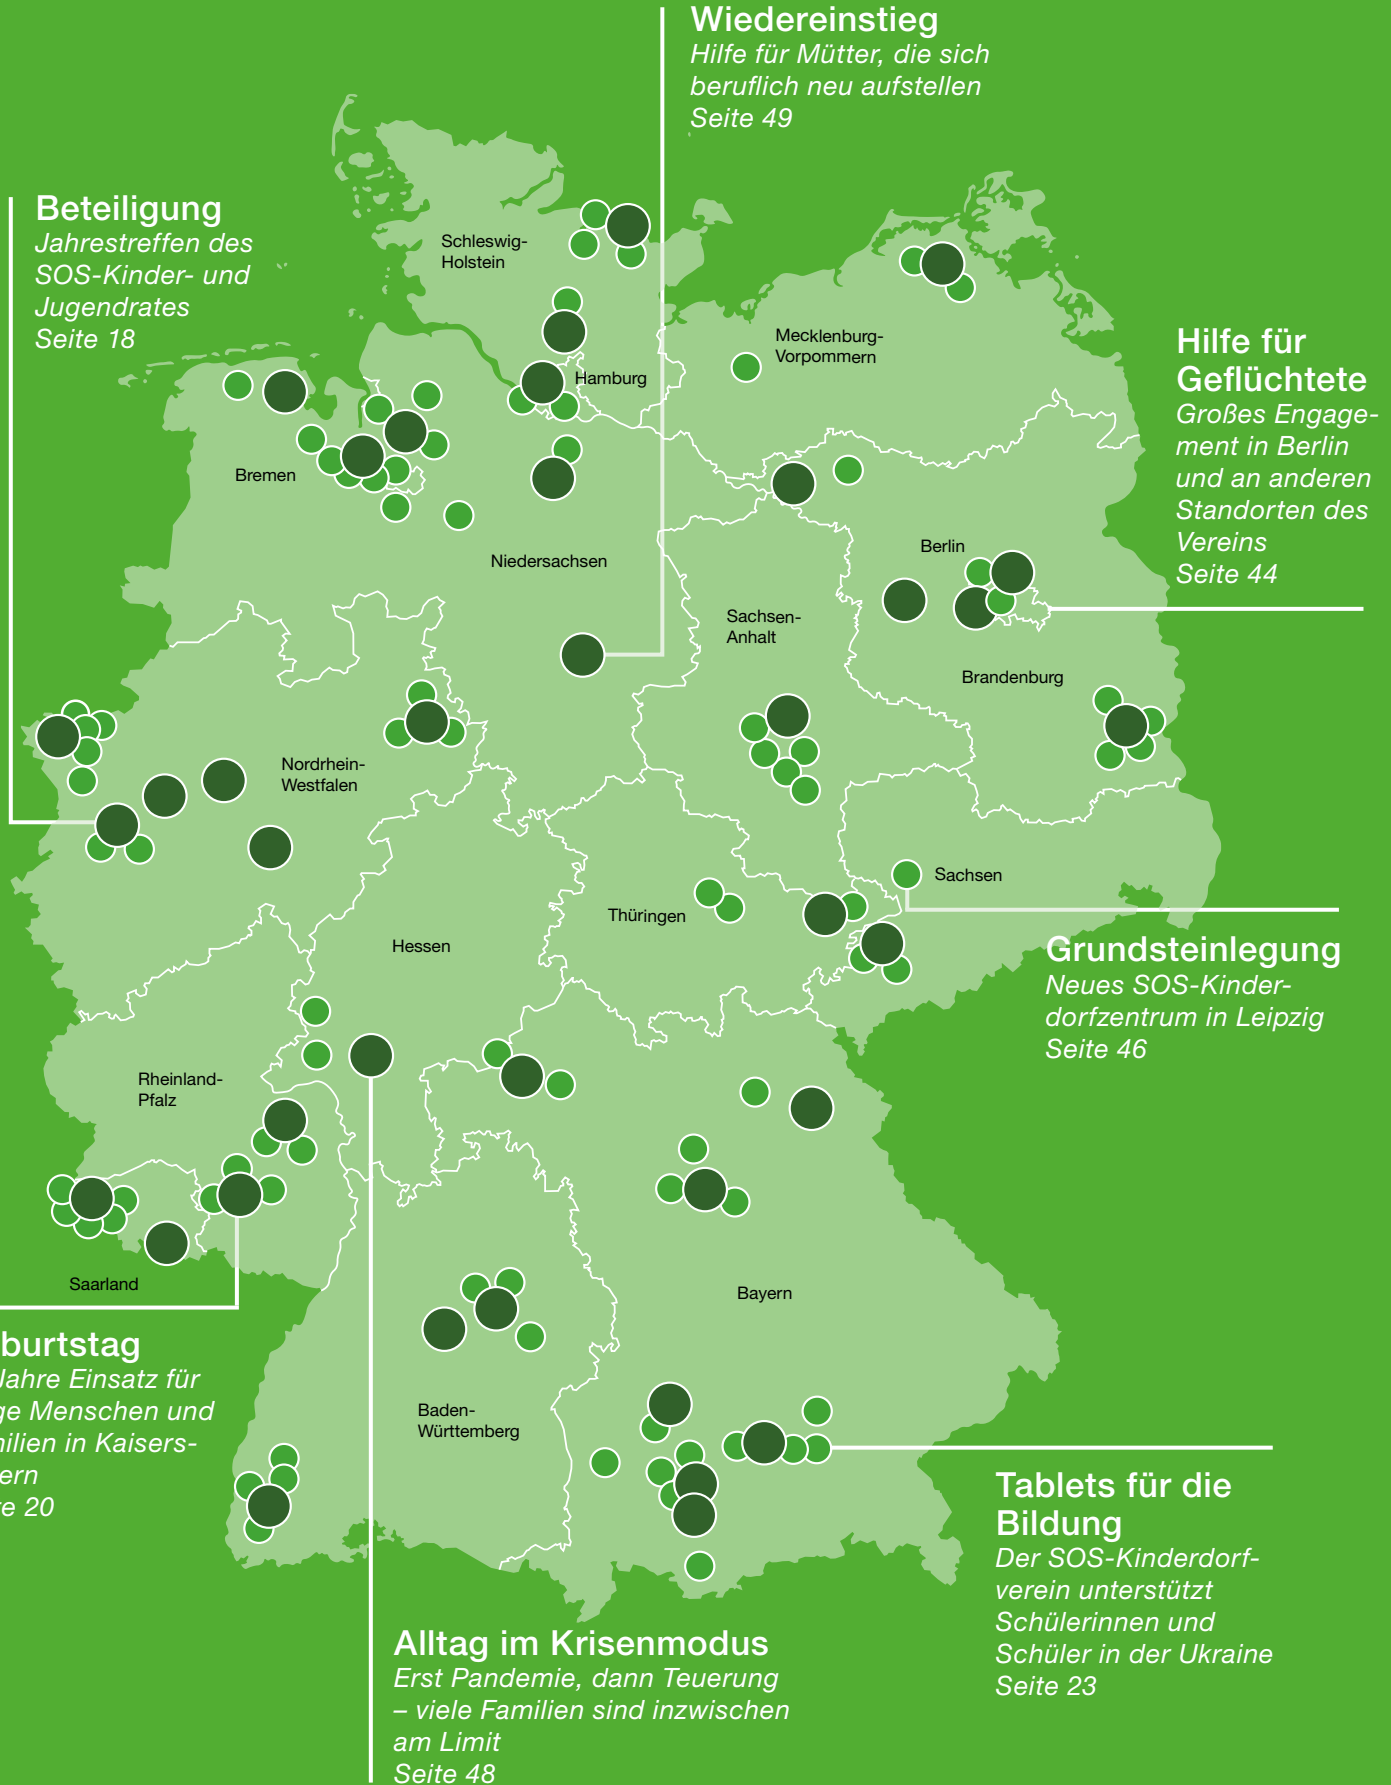 Wiedereinstieg
Hilfe für Mütter, die sich
beruflich neu aufstellen
Seite 49
Beteiligung
Jahrestreffen des
SOS-Kinder- und
Jugendrates
Seite 18
Schleswig-
Holstein
Mecklenburg-
Vorpommern
Hamburg
Hilfe für
Geflüchtete
Großes Engage-
ment in Berlin
und an anderen
Standorten des
Vereins
Seite 44
Bremen
Niedersachsen
Berlin
Sachsen-
Anhalt
Brandenburg
Nordrhein-
Westfalen
Sachsen
Thüringen
Hessen
Grundsteinlegung
Neues SOS-Kinder-
dorfzentrum in Leipzig
Seite 46
Rheinland-
Pfalz
Saarland
Bayern
Baden-
Württemberg
burtstag
Jahre Einsatz für
ge Menschen und
milien in Kaisers-
ern
te 20
Tablets für die
Bildung
Der SOS-Kinderdorf-
verein unterstützt
Schülerinnen und
Schüler in der Ukraine
Seite 23
Alltag im Krisenmodus
Erst Pandemie, dann Teuerung
– viele Familien sind inzwischen
am Limit
Seite 48